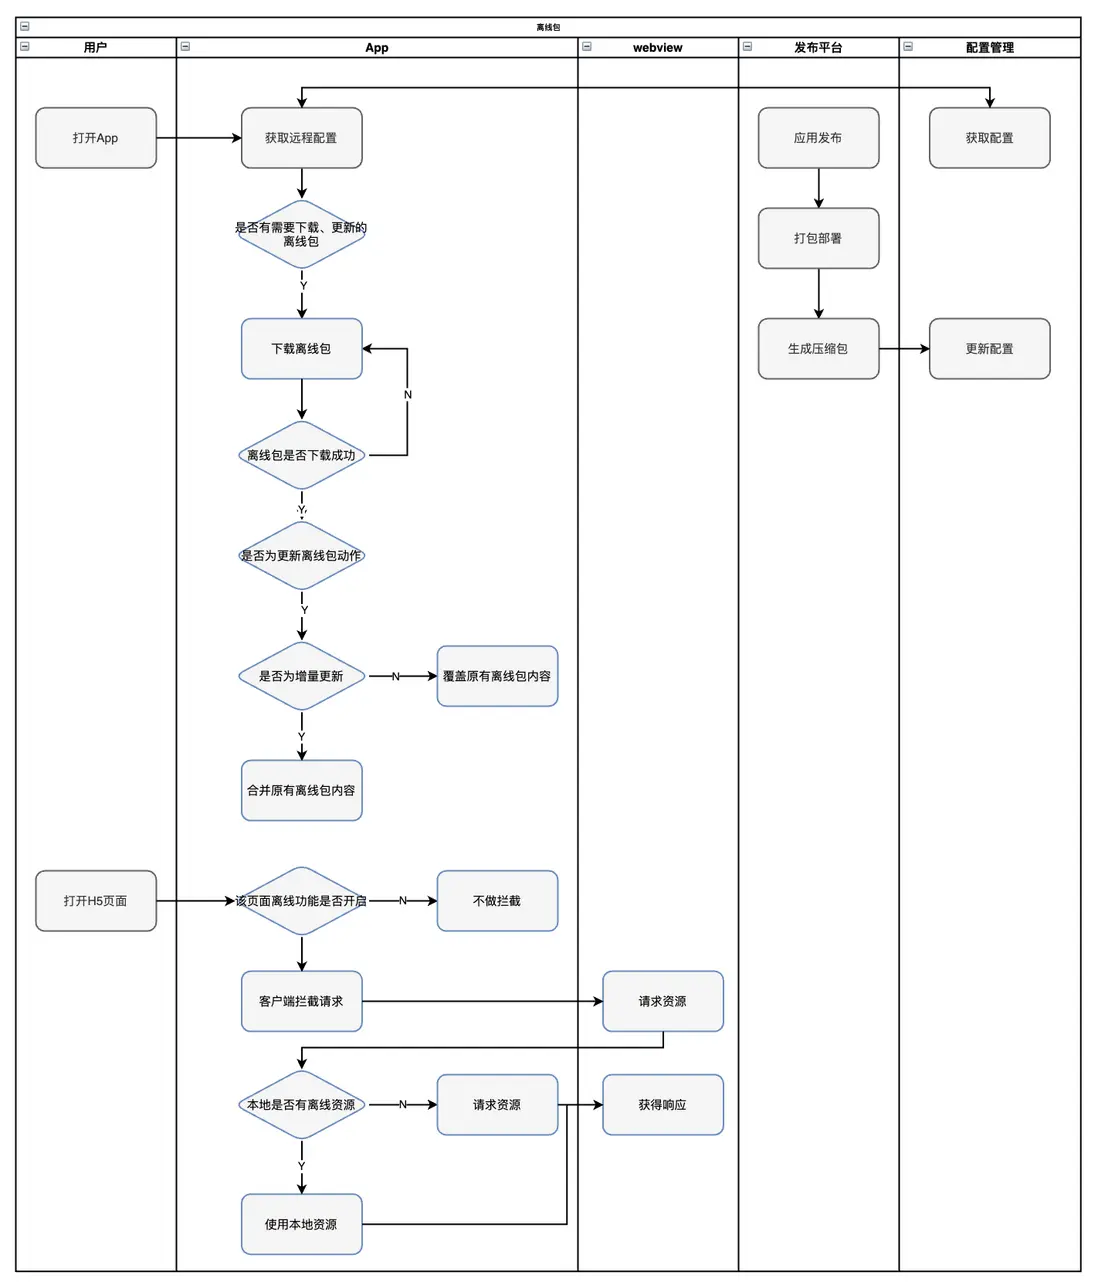 离线包
用户
App
webview
发布平台
配置管理
打开App
获取远程配置
应用发布
获取配置
是否有需要下载、更新的
离线包
打包部署
Y
下载离线包
生成压缩包
更新配置
N
离线包是否下载成功
Y
是否为更新离线包动作
Y
是否为增量更新
N
覆盖原有离线包内容
Y
合并原有离线包内容
打开H5页面
该页面离线功能是否开启
N
不做拦截
客户端拦截请求
请求资源
本地是否有离线资源
N
请求资源
获得响应
Y
使用本地资源